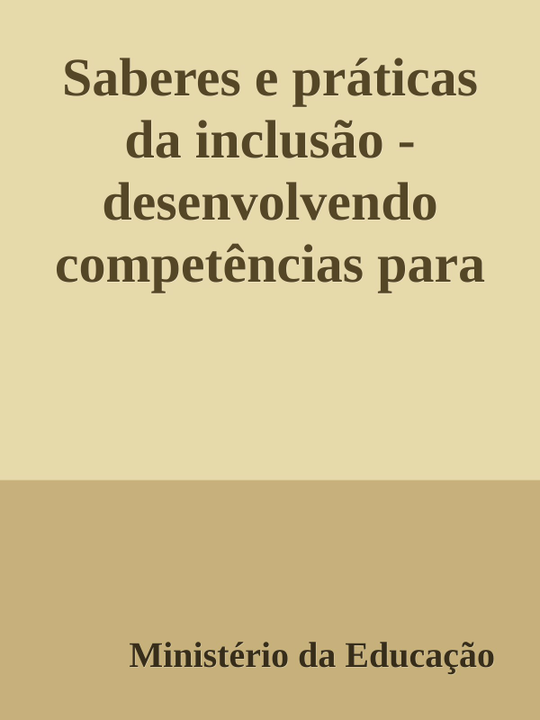 Saberes e práticas
da inclusão -
desenvolvendo
competências para
Ministério da Educação